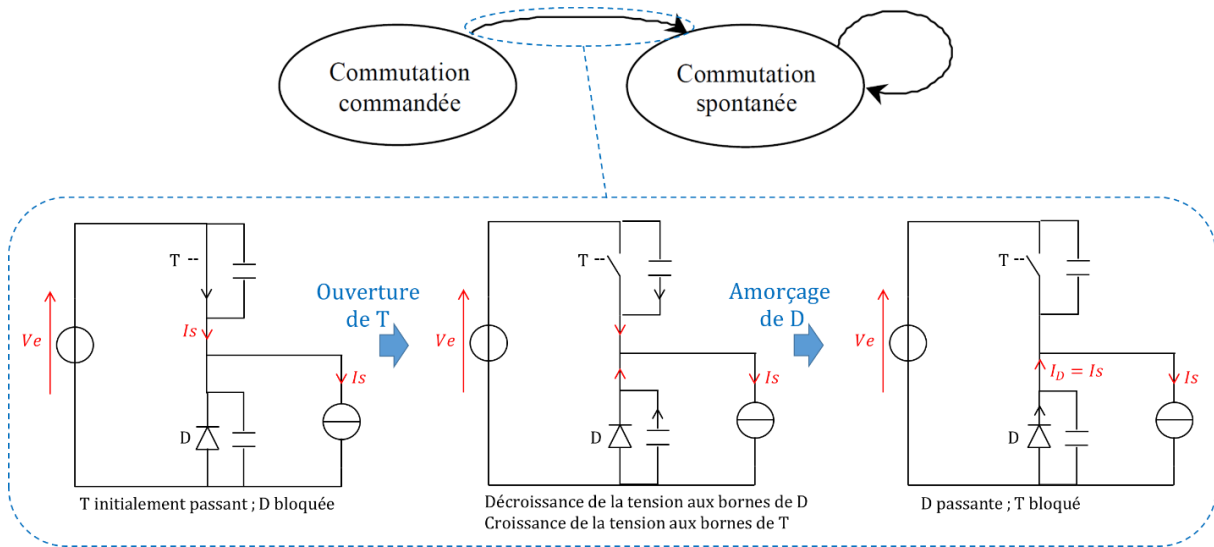 Commutation
commandée
Commutation
spontanée
T
Ve
Is
Is
D
T initialement passant ; D bloquée
Ouverture
de T
T
Ve
Is
D
Décroissance de la tension aux bornes de D
Croissance de la tension aux bornes de T
Amorçage
de D
T
Ve
I_D = Is
Is
D
D passante ; T bloqué